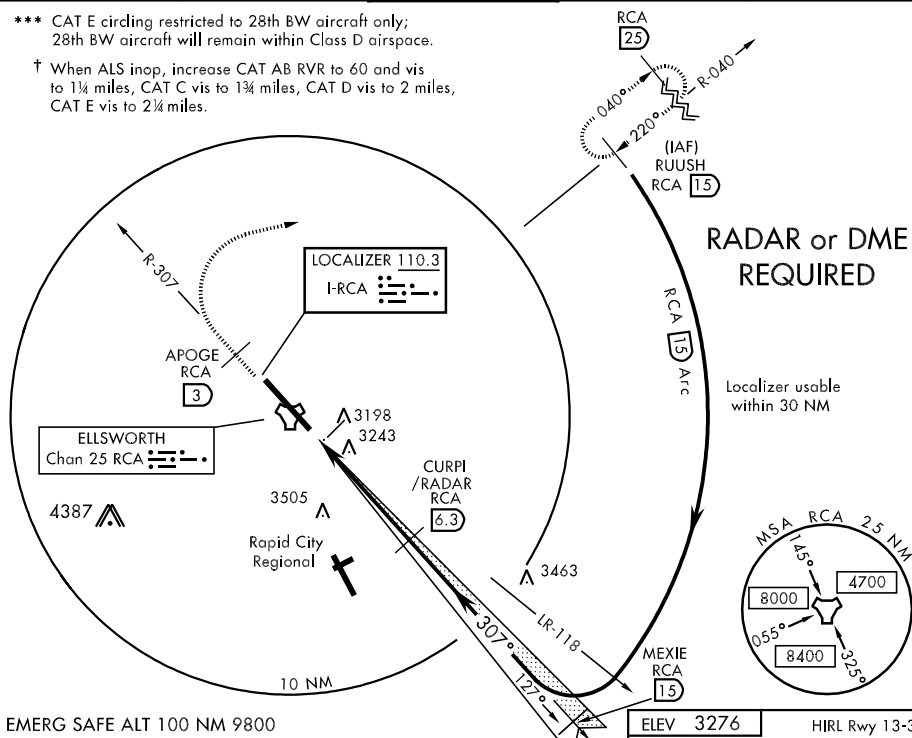 *** CAT E circling restricted to 28th BW aircraft only;
28th BW aircraft will remain within Class D airspace.
† When ALS inop, increase CAT AB RVR to 60 and vis
to 1¼ miles, CAT C vis to 1¾ miles, CAT D vis to 2 miles,
CAT E vis to 2¼ miles.
RCA
25
R-040
040°
220°
(IAF)
RUUSH
RCA 15
RADAR or DME
REQUIRED
R-307
LOCALIZER 110.3
I-RCA
APOGE
RCA
3
RCA 15 Arc
Localizer usable
within 30 NM
ELLSWORTH
Chan 25 RCA
3198
3243
CURPI
/RADAR
RCA
6.3
4387
3505
Rapid City
Regional
3463
LR-118
307°
127°
MEXIE
RCA
15
10 NM
MSA RCA 25 NM
145°
4700
8000
055°
8400
325°
EMERG SAFE ALT 100 NM 9800
ELEV 3276
HIRL Rwy 13-3